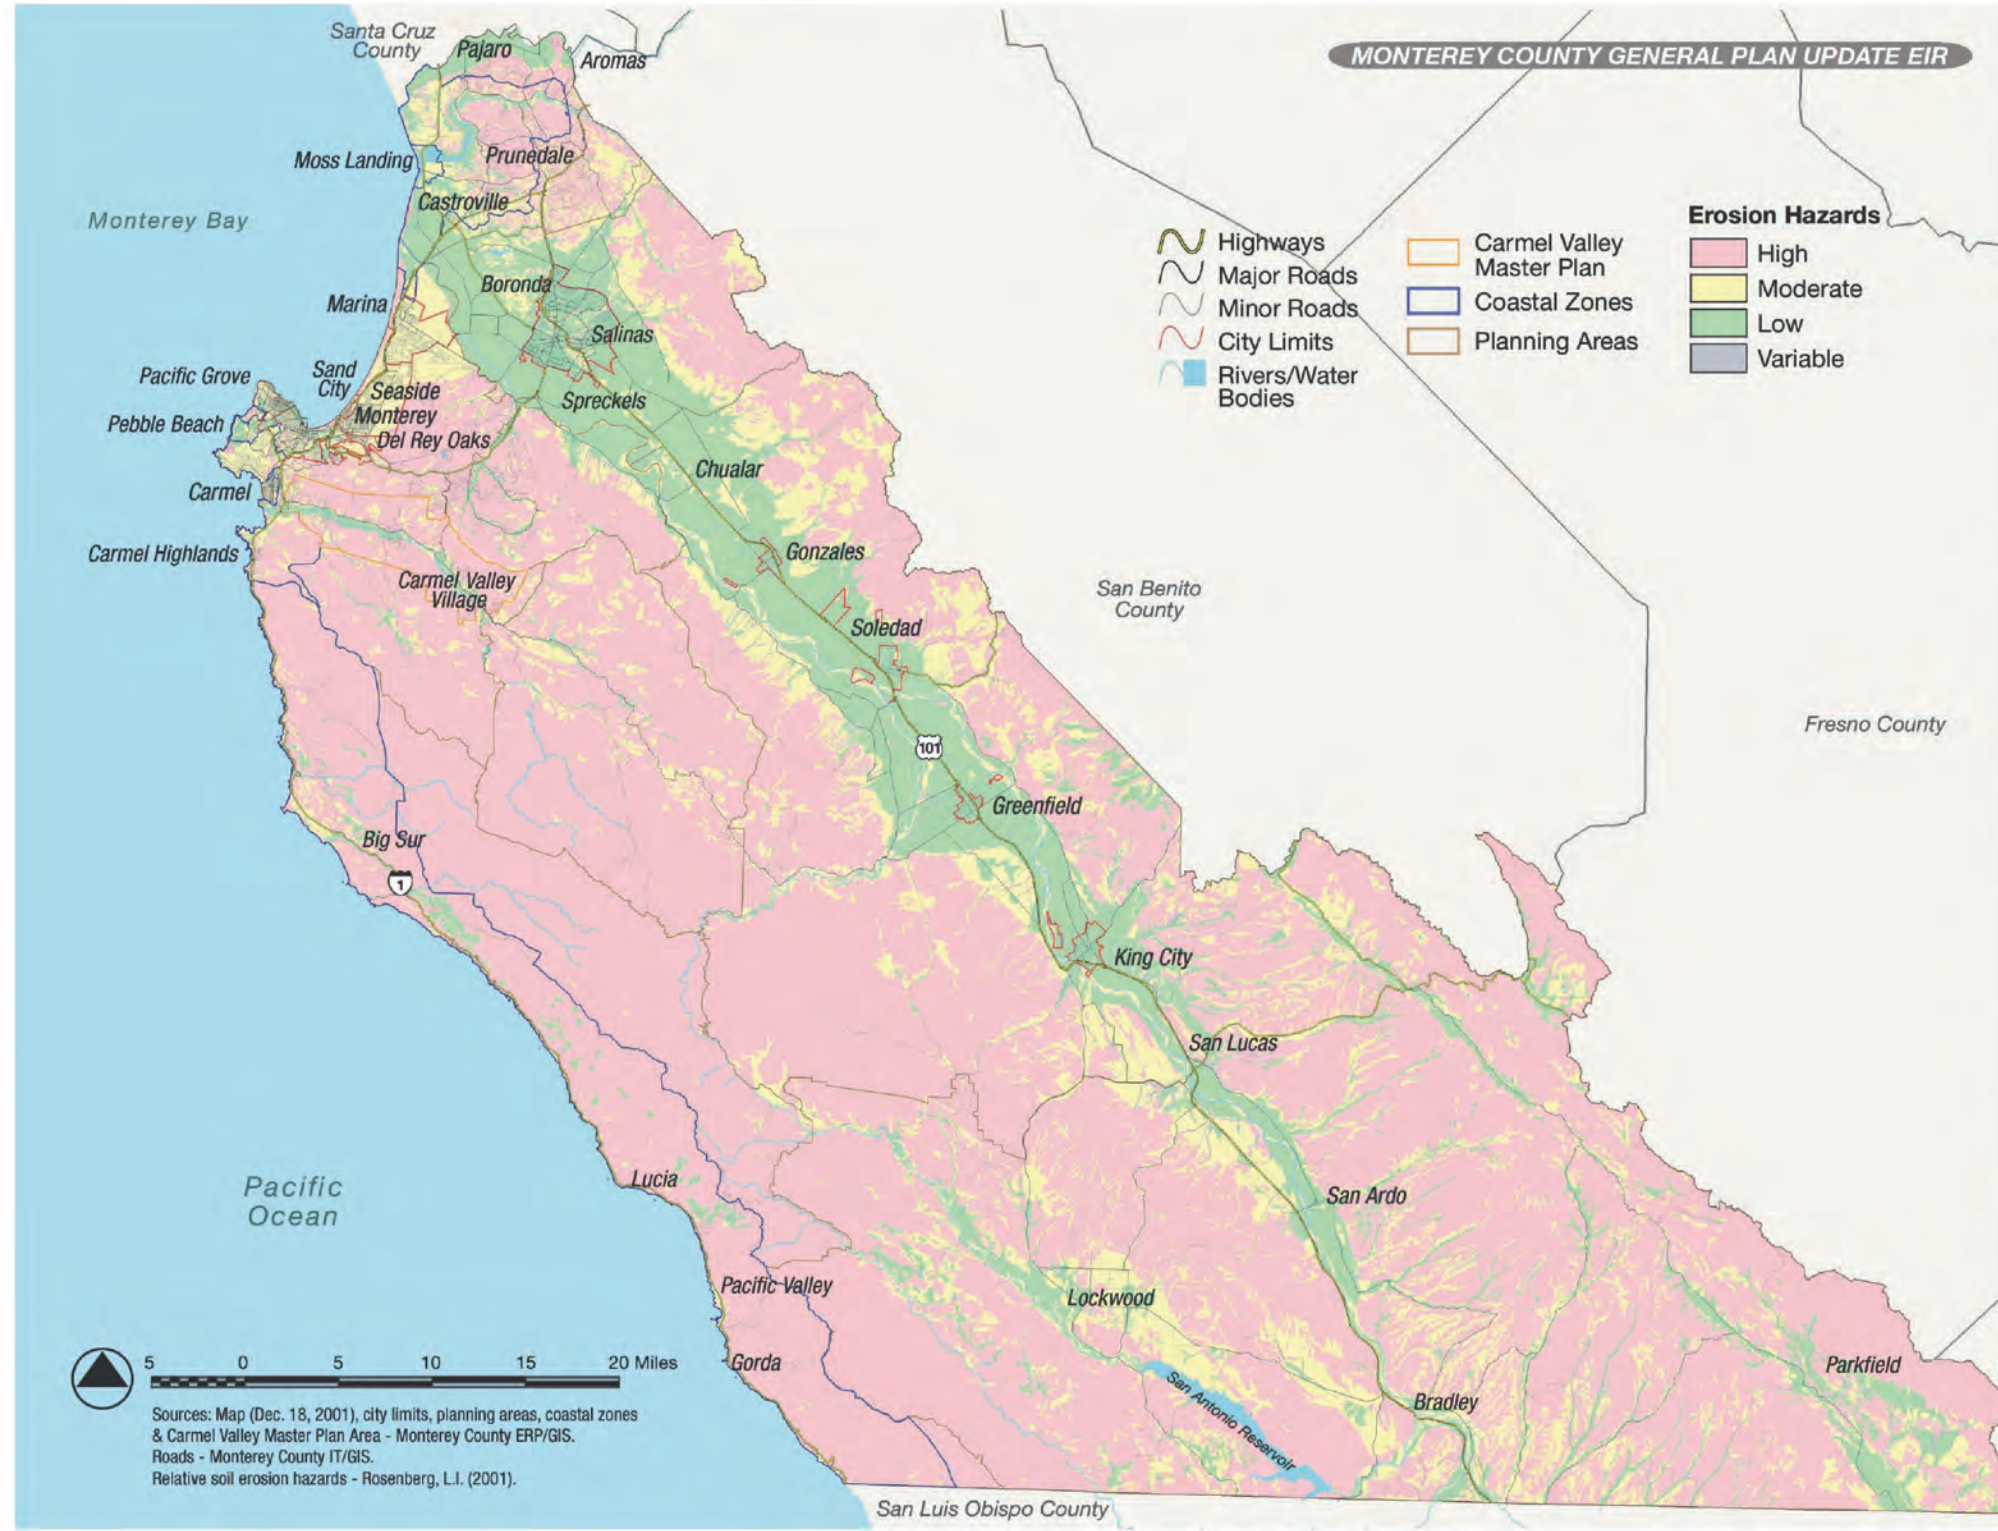 MONTEREY COUNTY GENERAL PLAN UPDATE EIR
Santa Cruz
County
Pajaro
Aromas
Moss Landing
Prunedale
Castroville
Monterey Bay
Boronda
Marina
Salinas
Sand
City
Pacific Grove
Seaside
Spreckels
Pebble Beach
Monterey
Del Rey Oaks
Chualar
Carmel
Gonzales
Carmel Highlands
Carmel Valley
Village
Soledad
San Benito
County
Fresno County
101
Greenfield
Big Sur
1
King City
San Lucas
Pacific
Ocean
Lucia
San Ardo
Pacific Valley
Lockwood
Gorda
Parkfield
San Antonio Reservoir
Bradley
San Luis Obispo County
Highways
Major Roads
Minor Roads
City Limits
Rivers/Water
Bodies
Carmel Valley
Master Plan
Coastal Zones
Planning Areas
Erosion Hazards
High
Moderate
Low
Variable
5 0 5 10 15 20 Miles
Sources: Map (Dec. 18, 2001), city limits, planning areas, coastal zones
& Carmel Valley Master Plan Area - Monterey County ERP/GIS.
Roads - Monterey County IT/GIS.
Relative soil erosion hazards - Rosenberg, L.I. (2001).